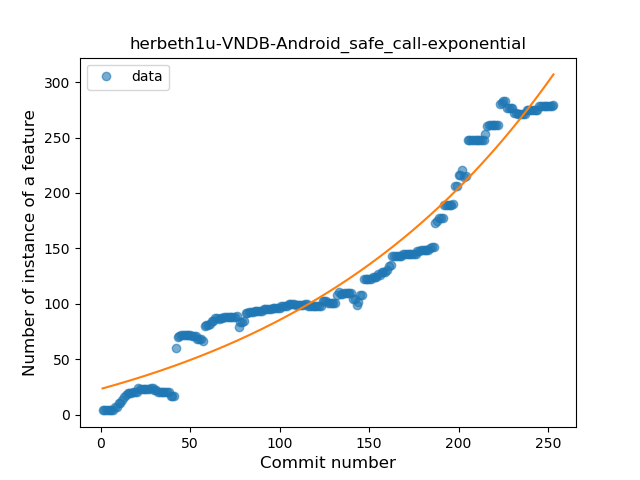 herbeth1u-VNDB-Android_safe_call-exponential
data
Number of instance of a feature
300
250
200
150
100
50
0
0 50 100 150 200 250
Commit number